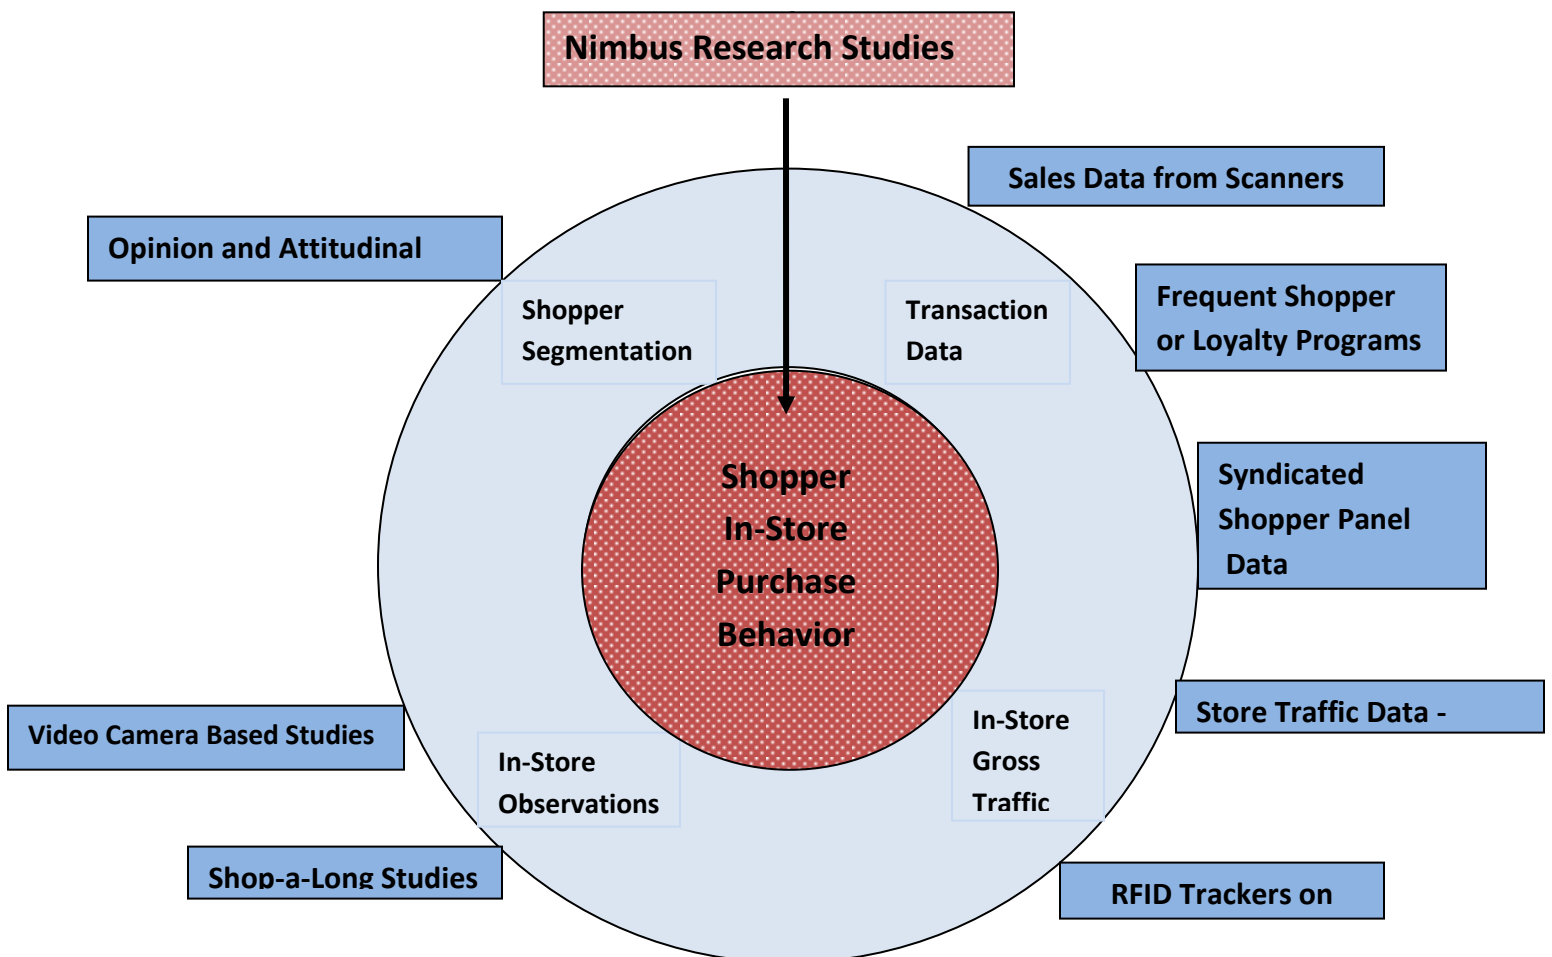 Nimbus Research Studies
Sales Data from Scanners
Opinion and Attitudinal
Frequent Shopper
or Loyalty Programs
Shopper
Segmentation
Transaction
Data
Syndicated
Shopper Panel
Data
Shopper
In-Store
Purchase
Behavior
Store Traffic Data -
Video Camera Based Studies
In-Store
Gross
Traffic
In-Store
Observations
Shop-a-Long Studies
RFID Trackers on